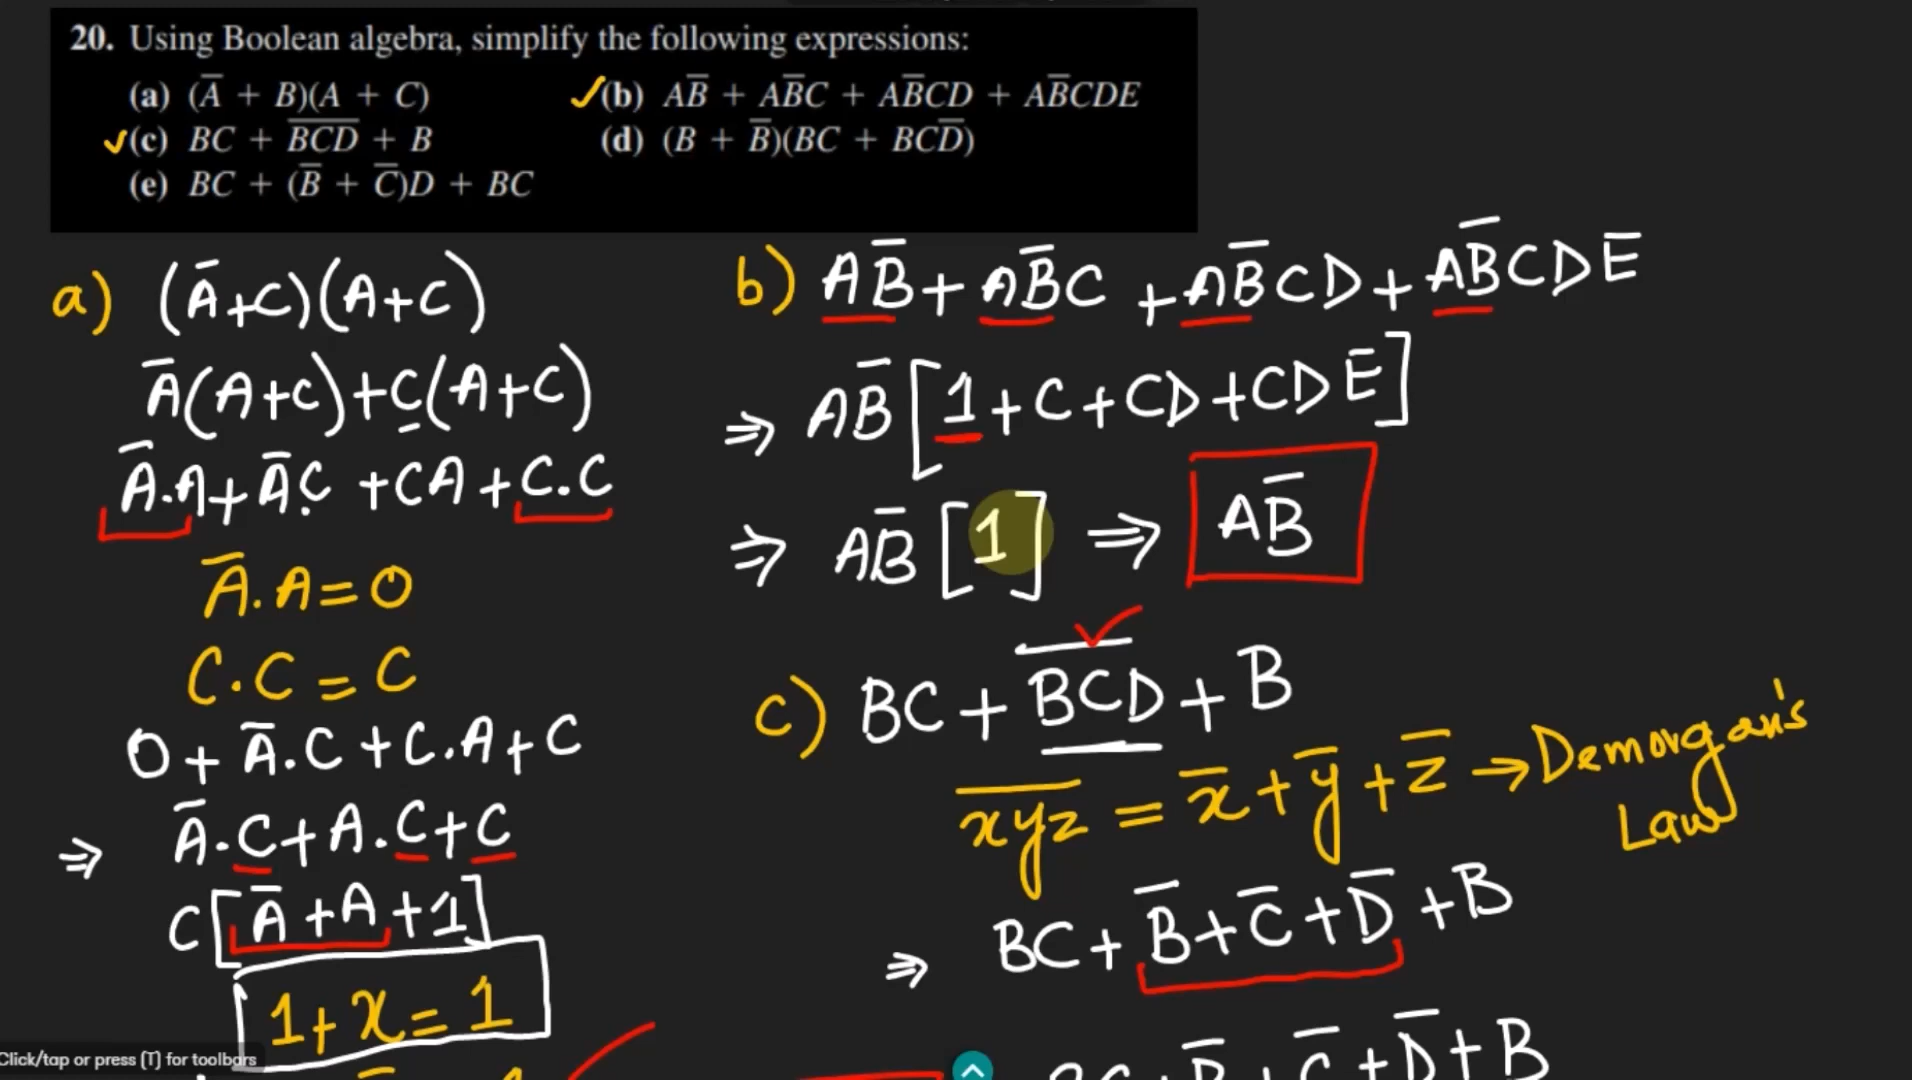 20. Using Boolean algebra, simplify the following expressions:
(a) (A̅ + B)(A + C) ✓(b) AB̅ + AB̅C + AB̅CD + AB̅CDE
✓(c) BC + B̅C̅D̅ + B (d) (B + B̅)(BC + BCD̅)
(e) BC + (B̅ + C̅)D + BC
a) (A̅+C)(A+C)
A̅(A+C)+C(A+C)
A̅.A+A̅C+CA+C.C
A̅.A=0
C.C=C
0+A̅.C+C.A+C
⇒ A̅.C+A.C+C
C[A̅+A+1]
1+x=1
b) AB̅+AB̅C+AB̅CD+AB̅CDE̅
⇒ AB̅[1+C+CD+CDE̅]
⇒ AB̅[1] ⇒ AB̅
c) BC+B̅C̅D̅+B
x̅y̅z̅=x̅+y̅+z̅→Demorgan's
Law
⇒ BC+B̅+C̅+D̅+B
C̅+D̅+B
Click/tap or press (T) for toolbars